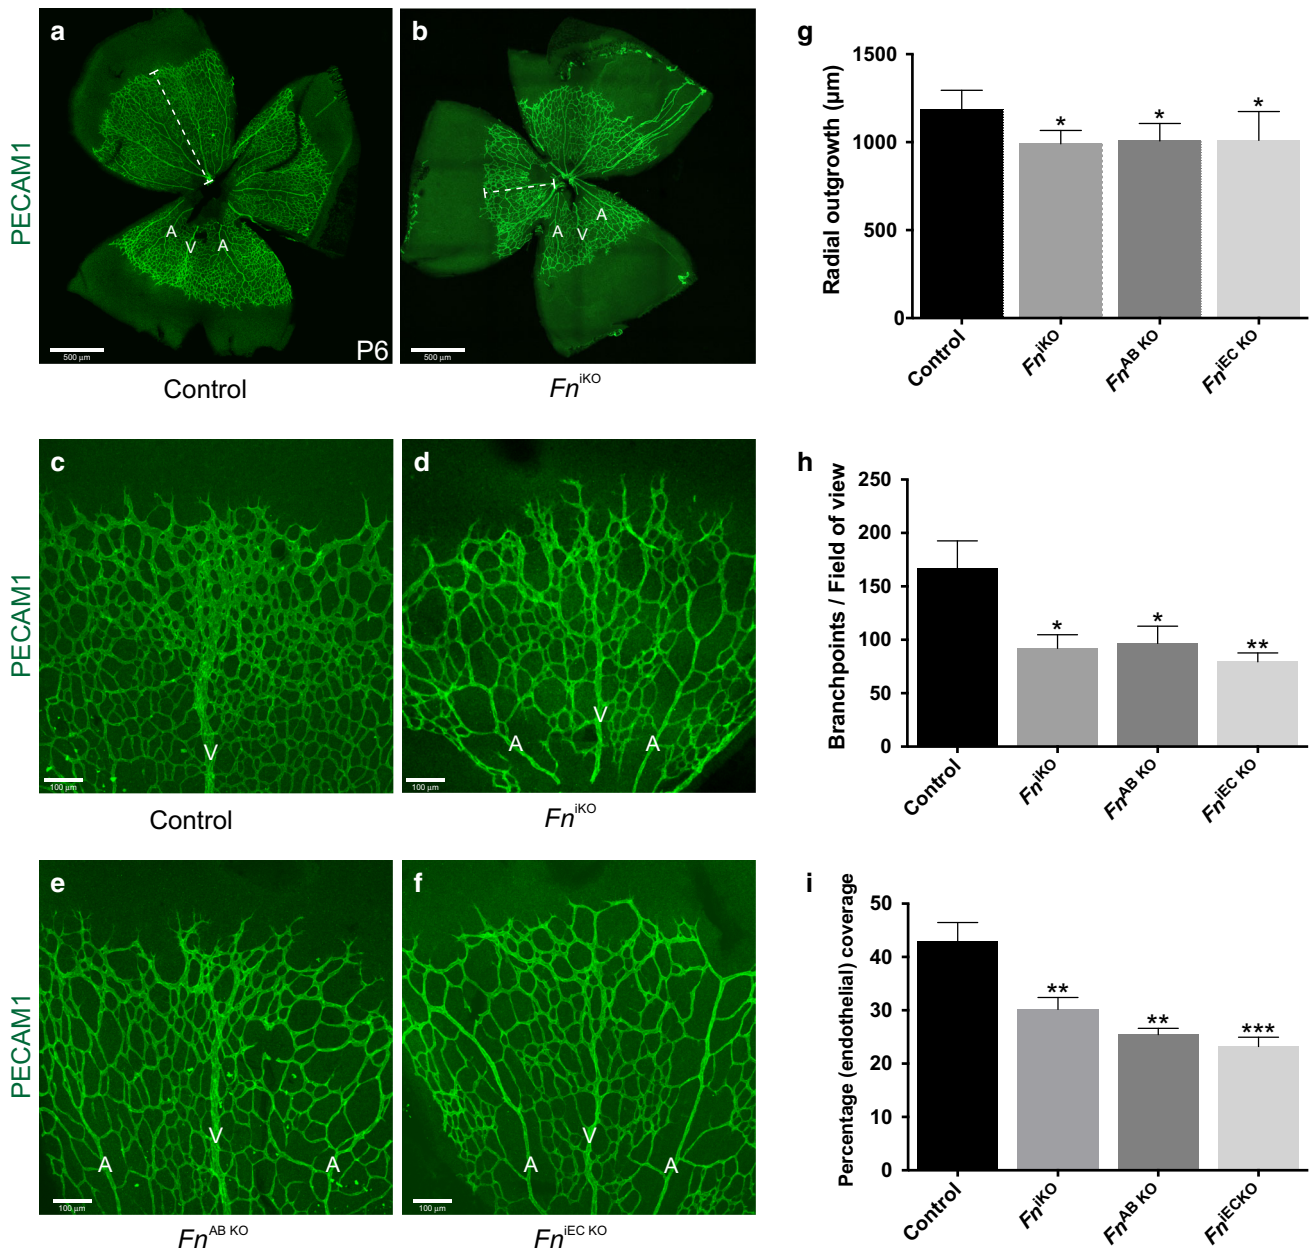 a
b
PECAM1
A
V
A
500 µm
P6
A
V
A
500 µm
Control
Fn^iKO
c
d
PECAM1
V
100 µm
A
V
A
100 µm
Control
Fn^iKO
e
f
PECAM1
A
V
A
100 µm
A
V
A
100 µm
Fn^AB KO
Fn^iEC KO
g
Radial outgrowth (µm)
1500
1000
500
0
*
*
*
Control
Fn^iKO
Fn^AB KO
Fn^iEC KO
h
Branchpoints / Field of view
250
200
150
100
50
0
*
*
**
Control
Fn^iKO
Fn^AB KO
Fn^iEC KO
i
Percentage (endothelial) coverage
50
40
30
20
10
0
**
**
***
Control
Fn^iKO
Fn^AB KO
Fn^iECKO